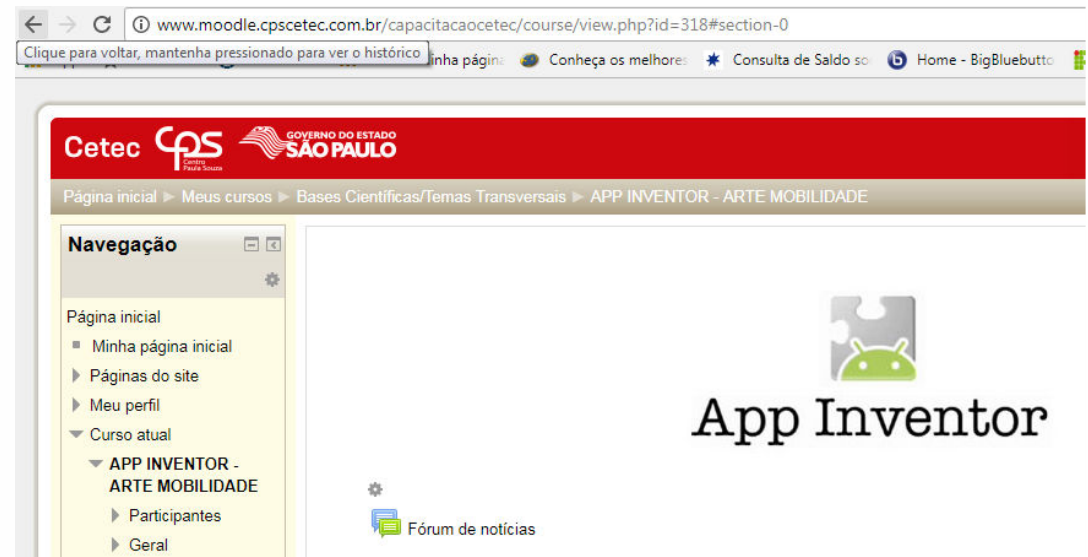 www.moodle.cpscetec.com.br/capacitacaocetec/course/view.php?id=318#section-0
Clique para voltar, mantenha pressionado para ver o histórico
inha página
Conheça os melhores
Consulta de Saldo so
Home - BigBluebutto
Cetec CPS GOVERNO DO ESTADO
Centro
Paula Souza
SÃO PAULO
Página inicial ► Meus cursos ► Bases Científicas/Temas Transversais ► APP INVENTOR - ARTE MOBILIDADE
Navegação
Página inicial
Minha página inicial
Páginas do site
Meu perfil
Curso atual
APP INVENTOR -
ARTE MOBILIDADE
Participantes
Geral
App Inventor
Fórum de notícias